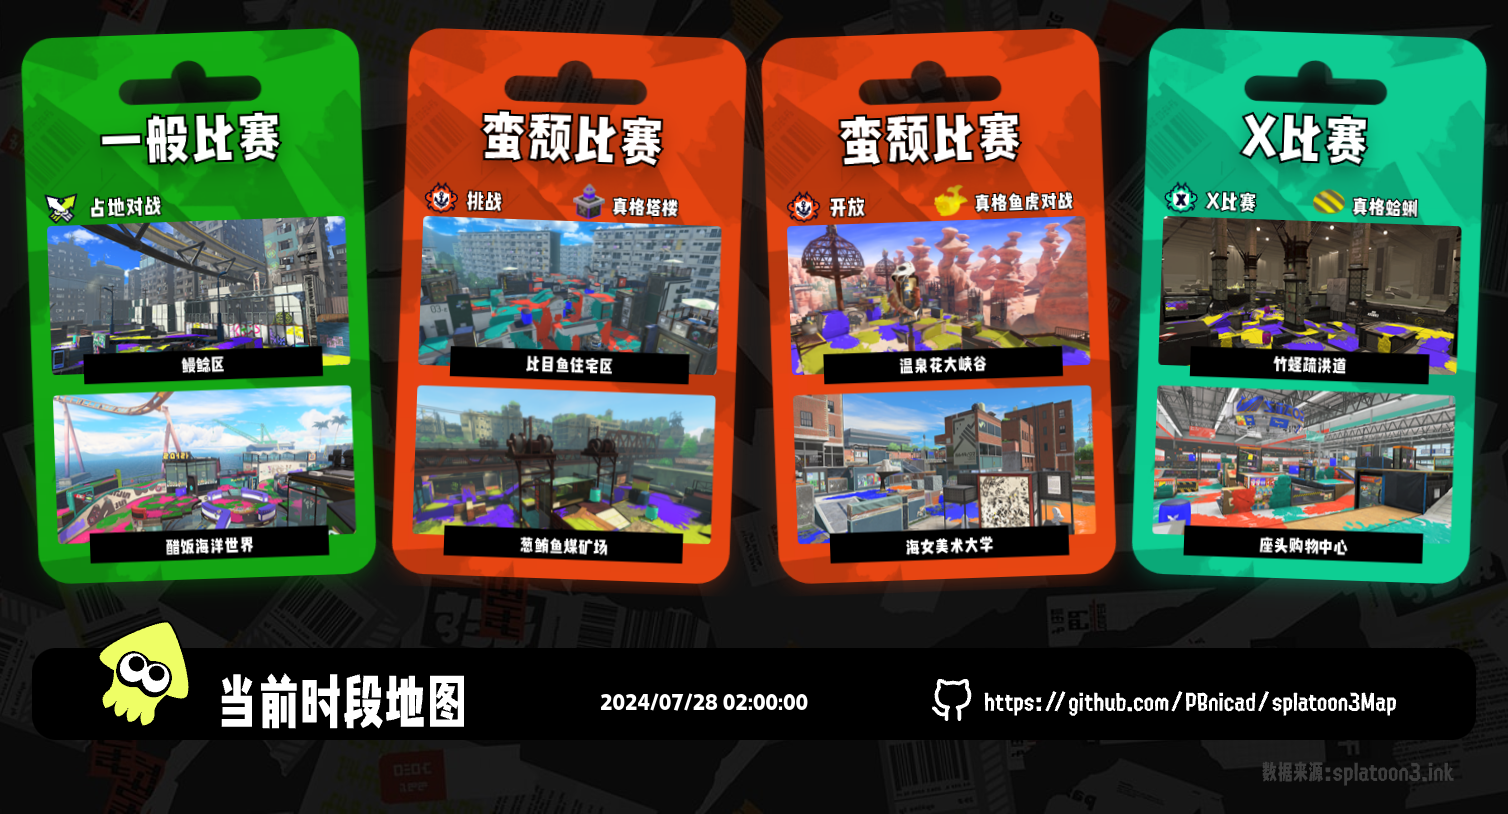 一般比赛
占地对战
鳗鲶区
醋饭海洋世界
蛮颓比赛
挑战
真格塔楼
比目鱼住宅区
葱鲔鱼煤矿场
蛮颓比赛
开放
真格鱼虎对战
温泉花大峡谷
海女美术大学
X比赛
X比赛
真格蛤蜊
竹蛏疏洪道
座头购物中心
当前时段地图
2024/07/28 02:00:00
https://github.com/PBnicad/splatoon3Map
数据来源:splatoon3.ink